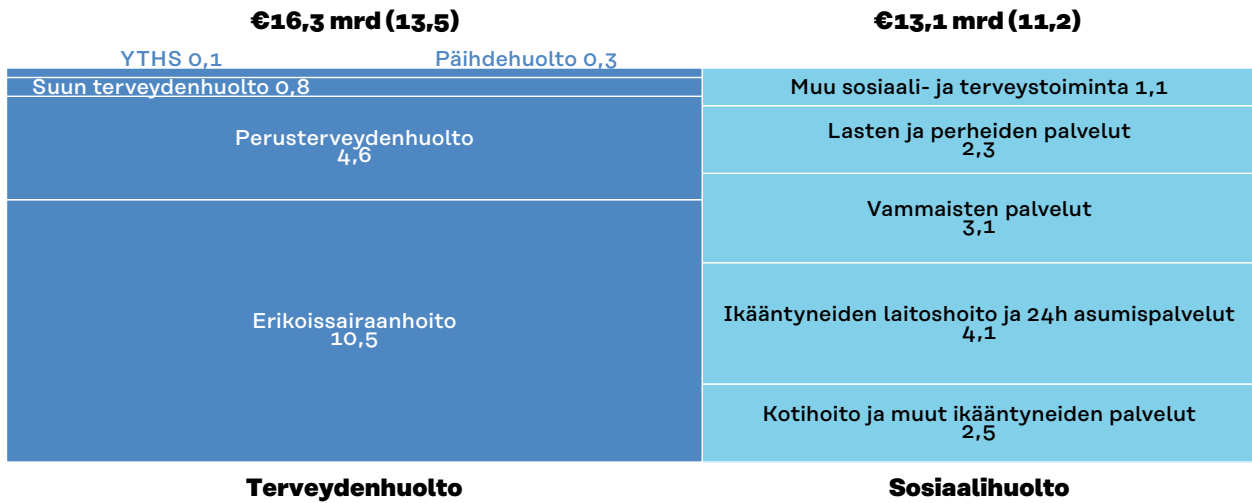 €16,3 mrd (13,5)
€13,1 mrd (11,2)
YTHS 0,1
Päihdehuolto 0,3
Suun terveydenhuolto 0,8
Perusterveydenhuolto
4,6
Erikoissairaanhoito
10,5
Muu sosiaali- ja terveystoiminta 1,1
Lasten ja perheiden palvelut
2,3
Vammaisten palvelut
3,1
Ikääntyneiden laitoshoito ja 24h asumispalvelut
4,1
Kotihoito ja muut ikääntyneiden palvelut
2,5
Terveydenhuolto
Sosiaalihuolto